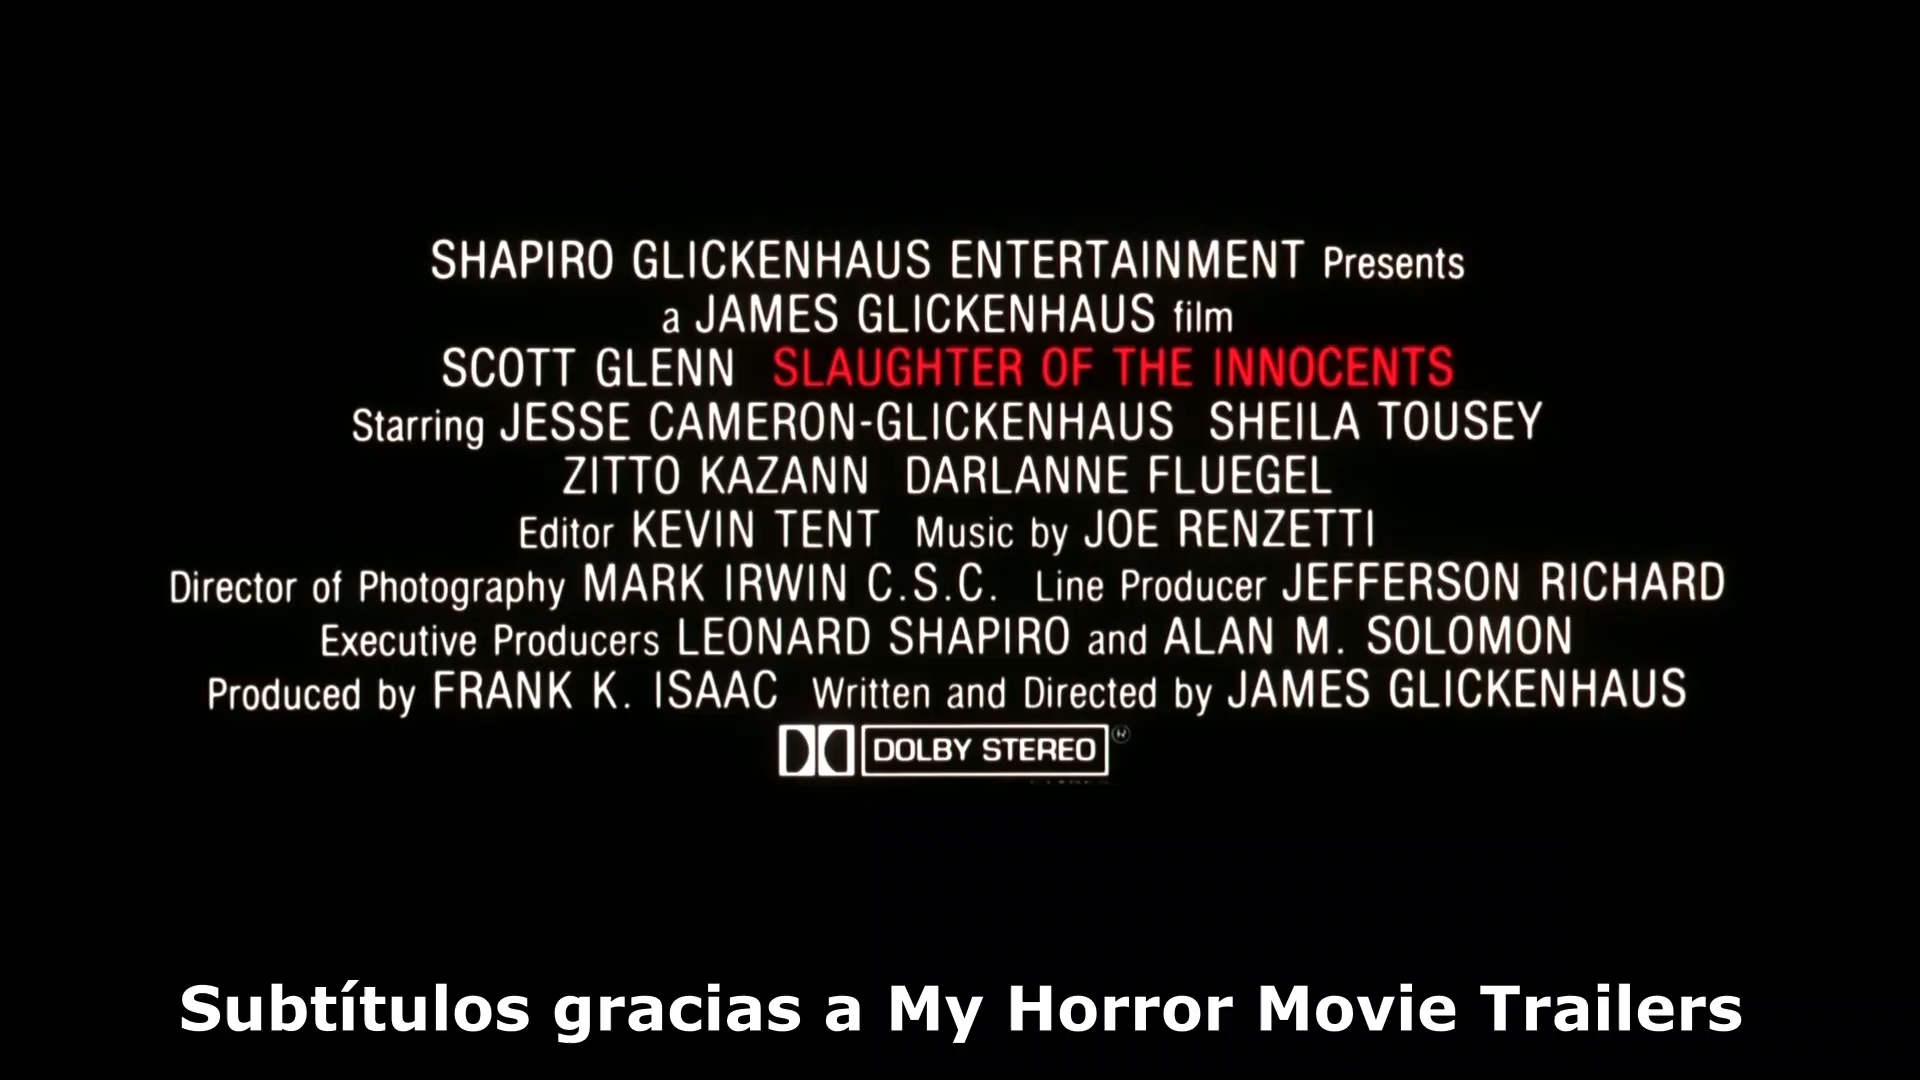 SHAPIRO GLICKENHAUS ENTERTAINMENT Presents
a JAMES GLICKENHAUS film
SCOTT GLENN SLAUGHTER OF THE INNOCENTS
Starring JESSE CAMERON-GLICKENHAUS SHEILA TOUSEY
ZITTO KAZANN DARLANNE FLUEGEL
Editor KEVIN TENT Music by JOE RENZETTI
Director of Photography MARK IRWIN C.S.C. Line Producer JEFFERSON RICHARD
Executive Producers LEONARD SHAPIRO and ALAN M. SOLOMON
Produced by FRANK K. ISAAC Written and Directed by JAMES GLICKENHAUS
DOLBY STEREO ®
Subtítulos gracias a My Horror Movie Trailers